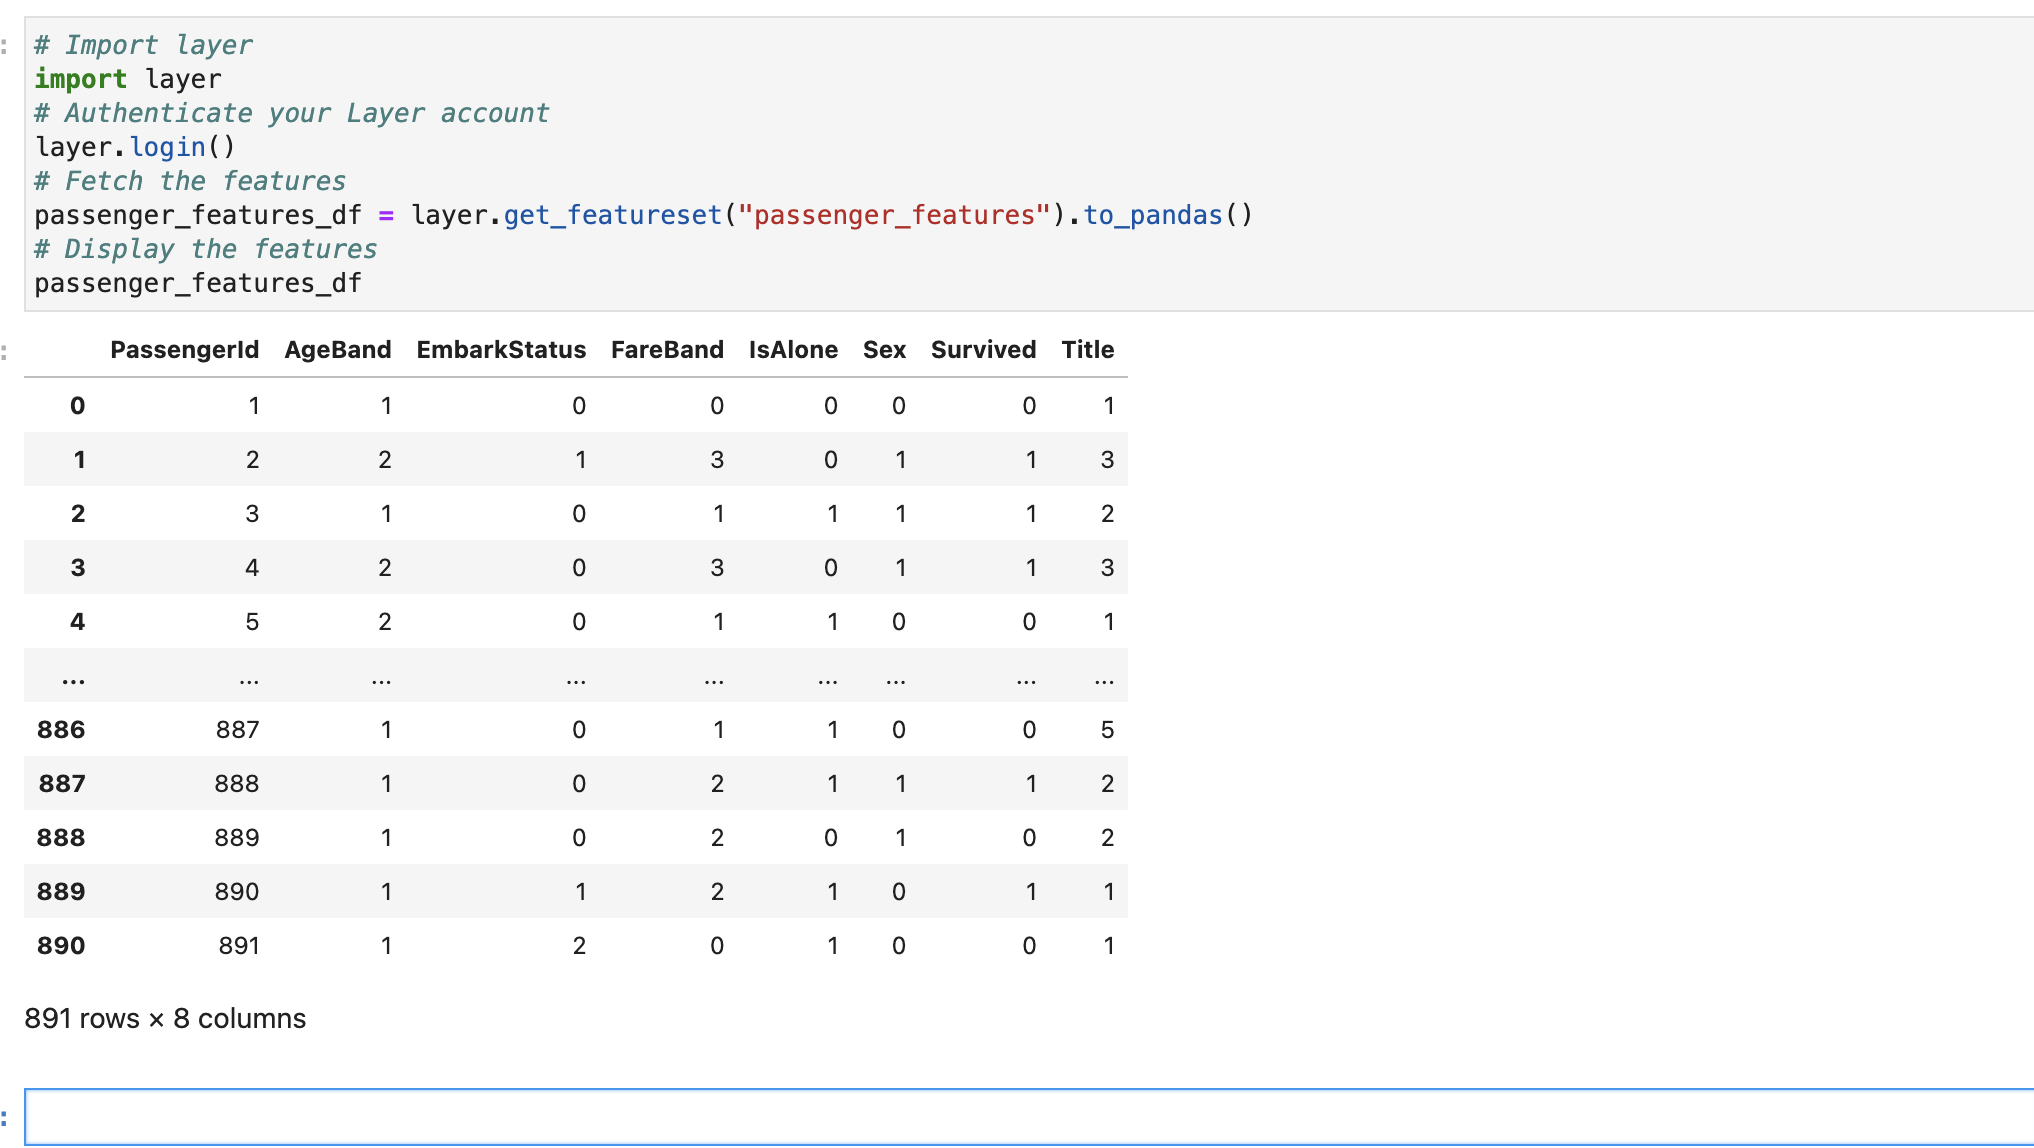 :
# Import layer
import layer
# Authenticate your Layer account
layer.login()
# Fetch the features
passenger_features_df = layer.get_featureset("passenger_features").to_pandas()
# Display the features
passenger_features_df
:
PassengerId AgeBand EmbarkStatus FareBand IsAlone Sex Survived Title
0 1 1 0 0 0 0 0 1
1 2 2 1 3 0 1 1 3
2 3 1 0 1 1 1 1 2
3 4 2 0 3 0 1 1 3
4 5 2 0 1 1 0 0 1
... ... ... ... ... ... ... ... ...
886 887 1 0 1 1 0 0 5
887 888 1 0 2 1 1 1 2
888 889 1 0 2 0 1 0 2
889 890 1 1 2 1 0 1 1
890 891 1 2 0 1 0 0 1
891 rows × 8 columns
: